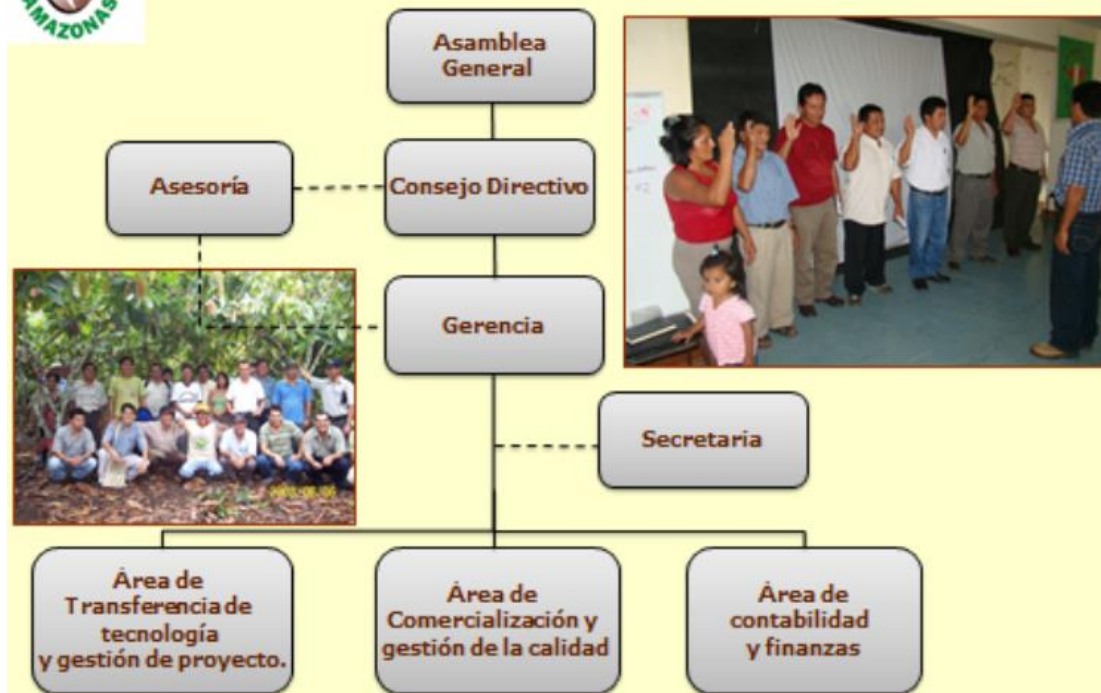 AMAZONAS
Asamblea
General
Asesoría
Consejo Directivo
Gerencia
Secretaria
Área de
Transferencia de
tecnología
y gestión de proyecto.
Área de
Comercialización y
gestión de la calidad
Área de
contabilidad
y finanzas